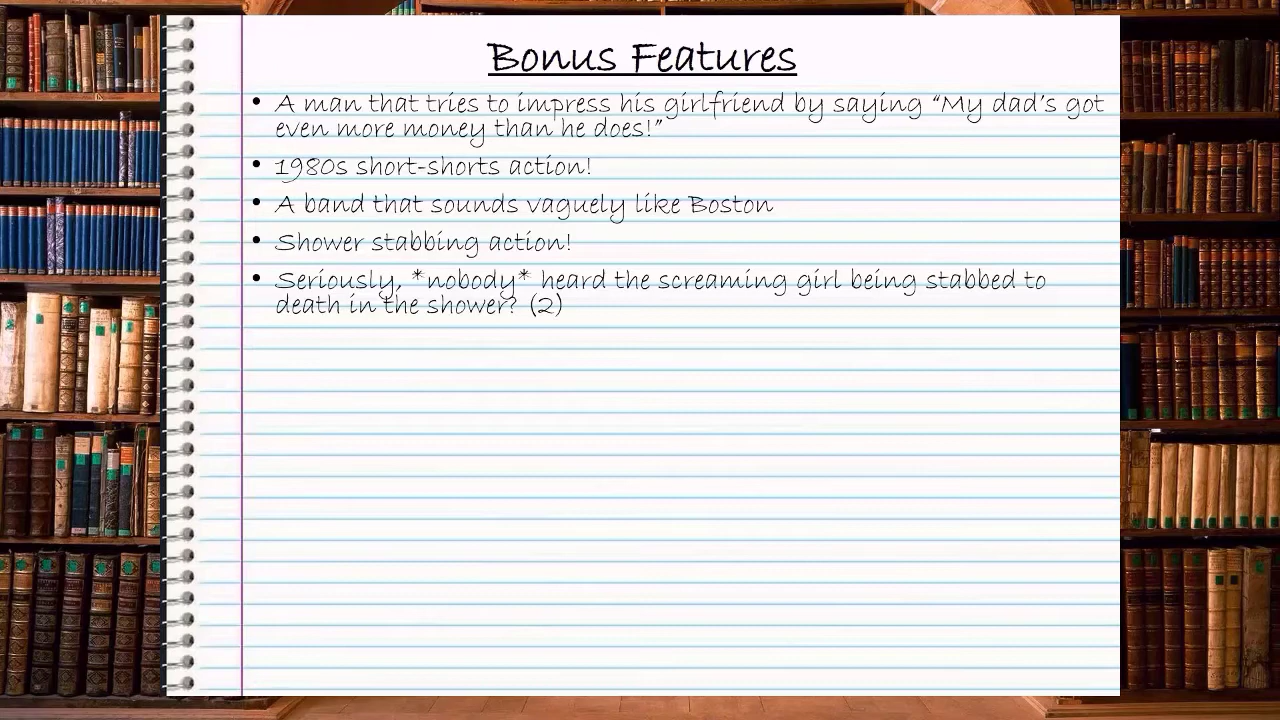 Bonus Features
• A man that tries to impress his girlfriend by saying “My dad’s got
even more money than he does!”
• 1980s short-shorts action!
• A band that sounds vaguely like Boston
• Shower stabbing action!
• Seriously, *nobody* heard the screaming girl being stabbed to
death in the shower? (2)